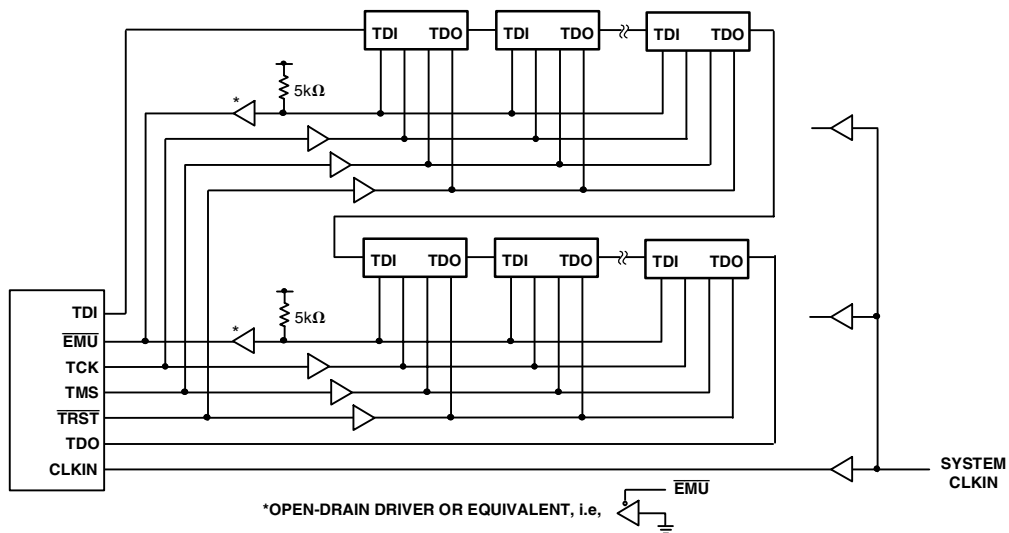 TDI TDO TDI TDO TDI TDO
5kΩ
*
TDI TDO TDI TDO TDI TDO
5kΩ
*
TDI
EMU
TCK
TMS
TRST
TDO
CLKIN
SYSTEM
CLKIN
EMU
*OPEN-DRAIN DRIVER OR EQUIVALENT, i.e,